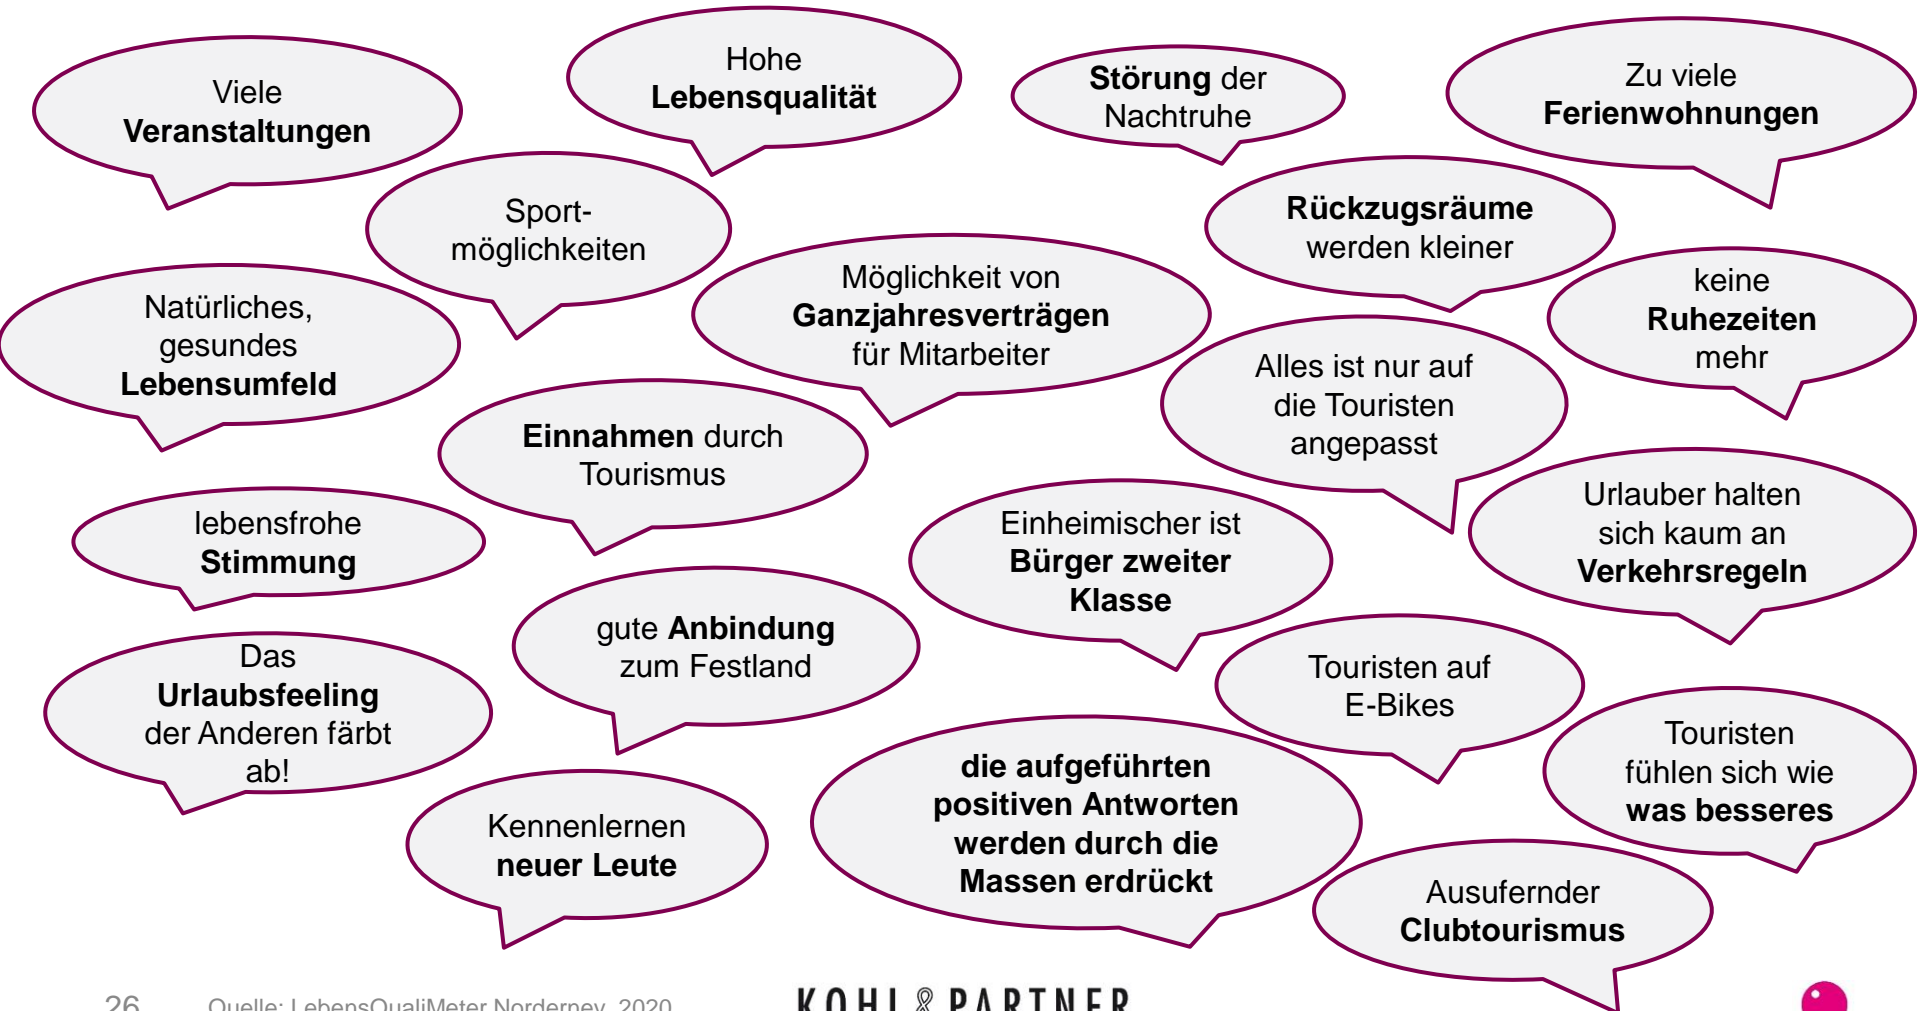 Viele
Veranstaltungen
Hohe
Lebensqualität
Störung der
Nachtruhe
Zu viele
Ferienwohnungen
Sport-
möglichkeiten
Rückzugsräume
werden kleiner
Natürliches,
gesundes
Lebensumfeld
Möglichkeit von
Ganzjahresverträgen
für Mitarbeiter
keine
Ruhezeiten
mehr
Alles ist nur auf
die Touristen
angepasst
Einnahmen durch
Tourismus
lebensfrohe
Stimmung
Einheimischer ist
Bürger zweiter
Klasse
Urlauber halten
sich kaum an
Verkehrsregeln
gute Anbindung
zum Festland
Das
Urlaubsfeeling
der Anderen färbt
ab!
Touristen auf
E-Bikes
Touristen
fühlen sich wie
was besseres
Kennenlernen
neuer Leute
die aufgeführten
positiven Antworten
werden durch die
Massen erdrückt
Ausufernder
Clubtourismus
26
Quelle: LebensQualiMeter Norderney, 2020
KOHL & PARTNER